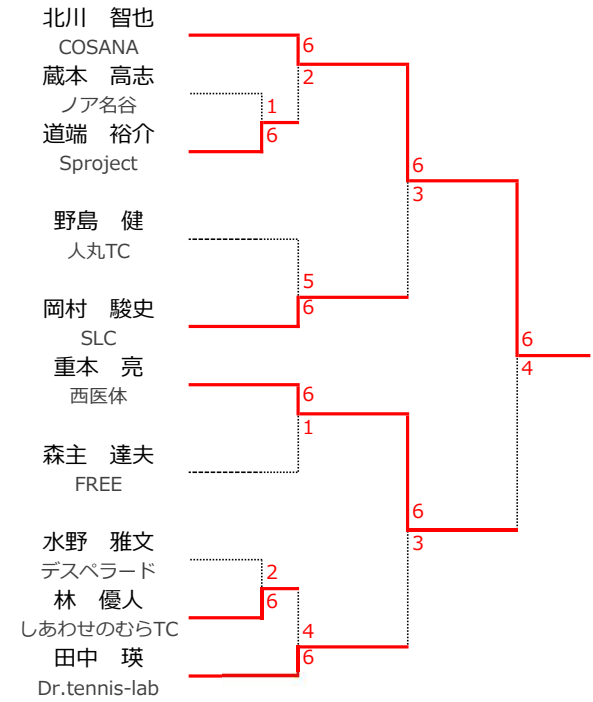 北川　智也
COSANA
蔵本　高志
ノア名谷
道端　裕介
Sproject
野島　健
人丸TC
岡村　駿史
SLC
重本　亮
西医体
森主　達夫
FREE
水野　雅文
デスペラード
林　優人
しあわせのむらTC
田中　瑛
Dr.tennis-lab
6
2
1
6
5
6
6
1
2
6
4
6
6
3
6
3
6
4